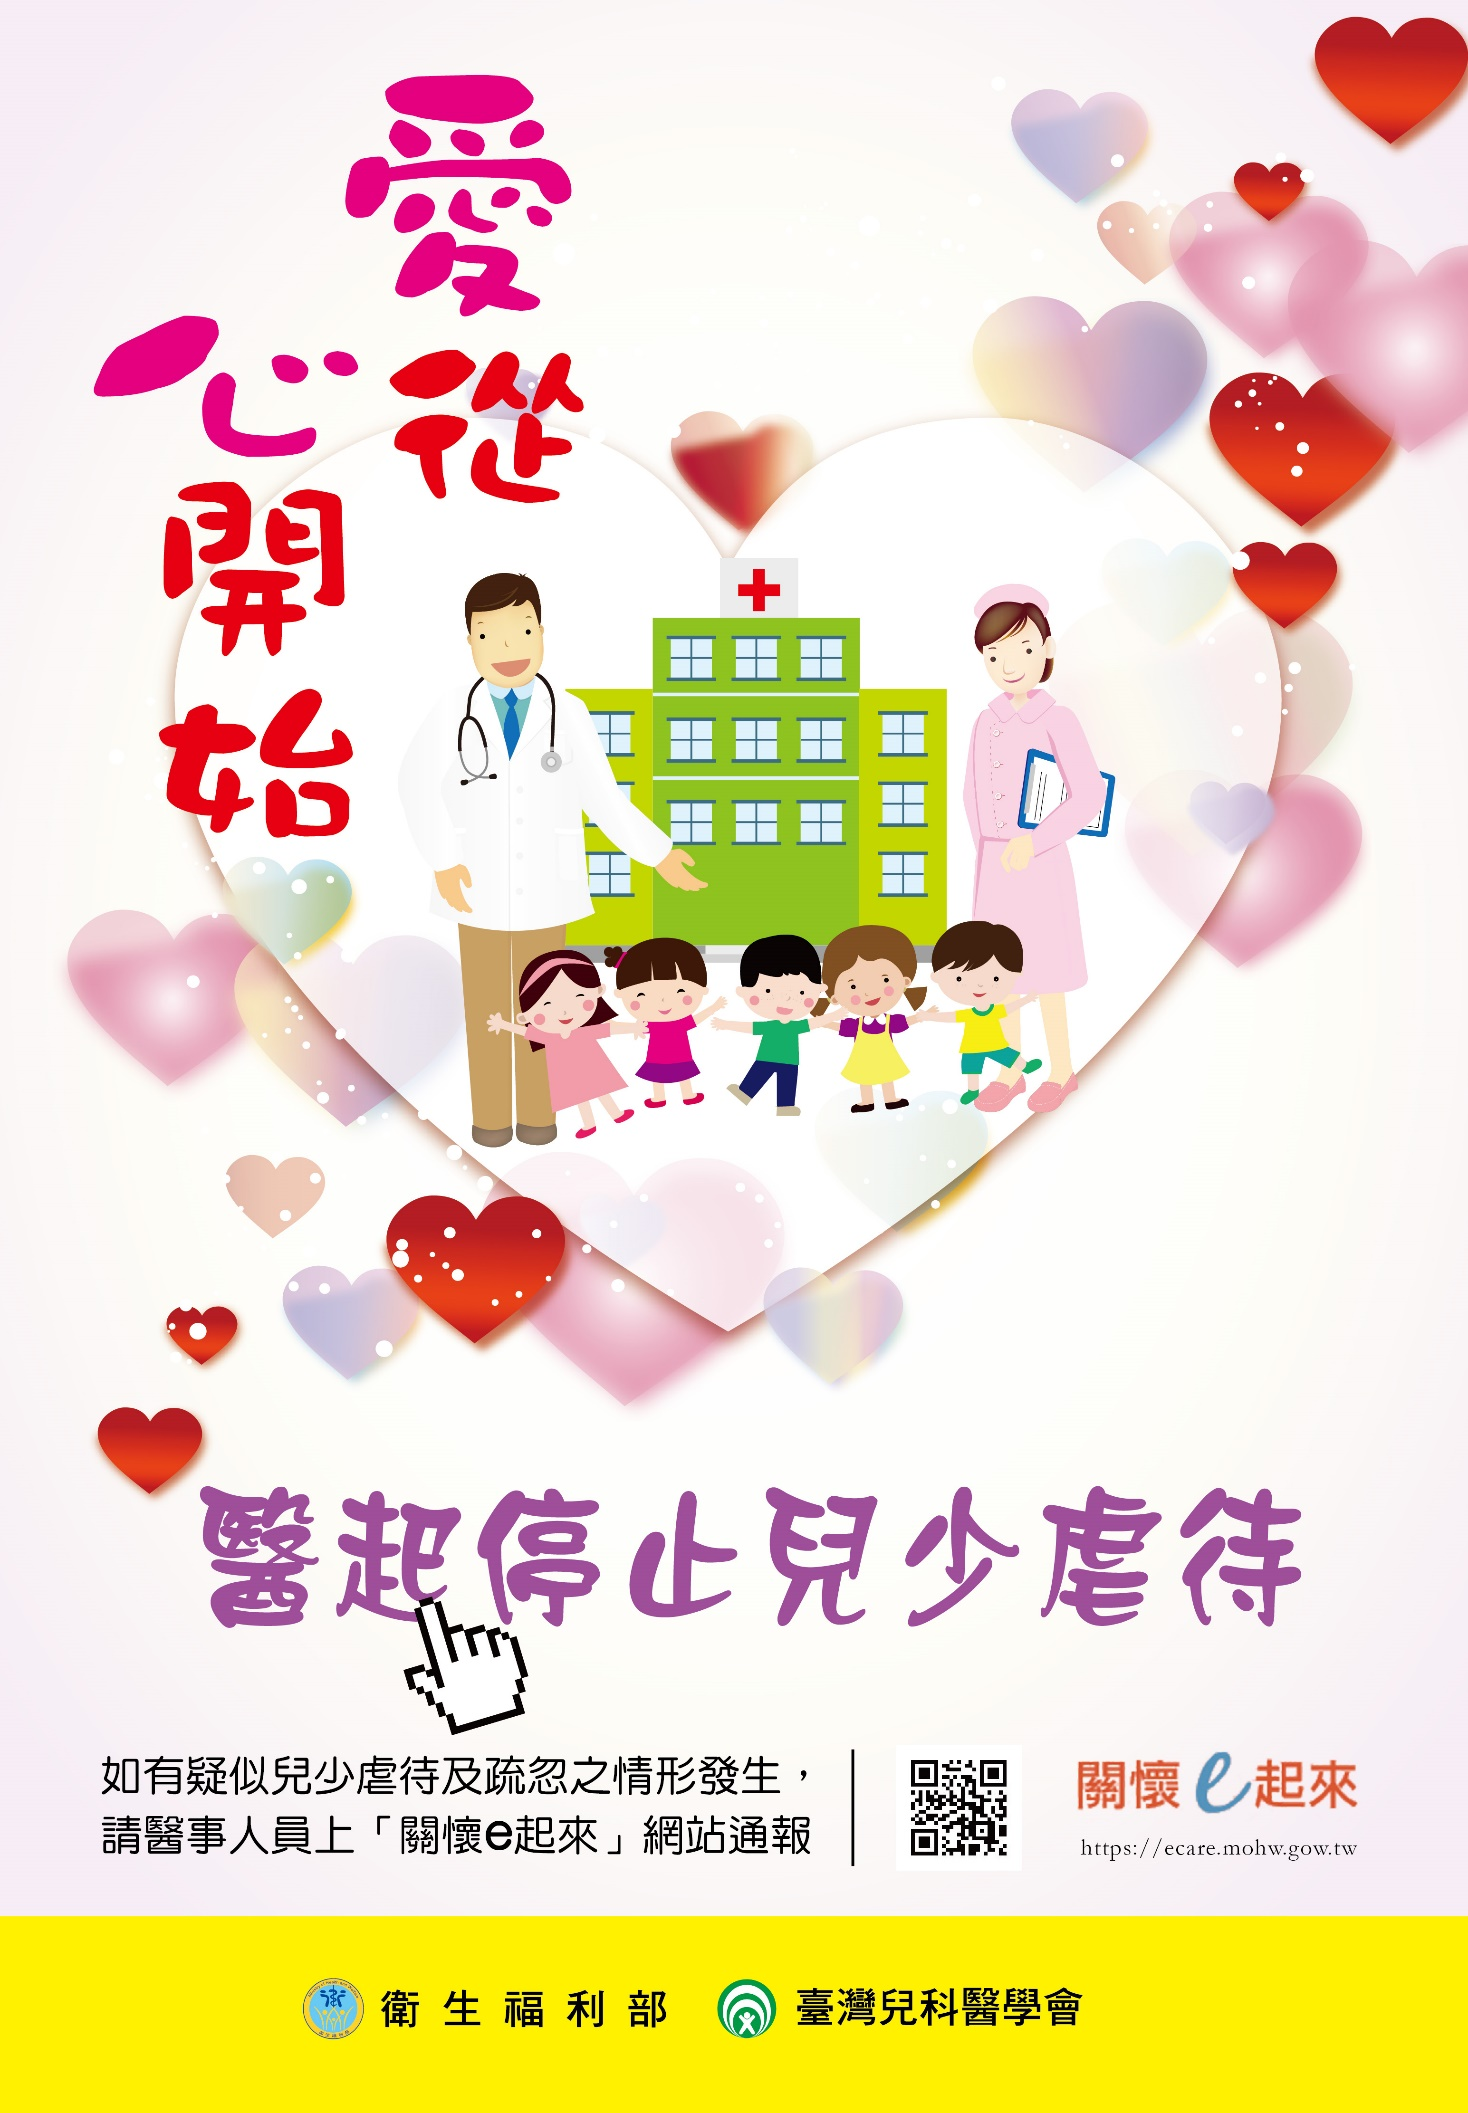 愛從
心開始
醫起停止兒少虐待
如有疑似兒少虐待及疏忽之情形發生，
請醫事人員上「關懷e起來」網站通報
關懷e起來
https://ecare.mohw.gow.tw
衛生福利部
臺灣兒科醫學會